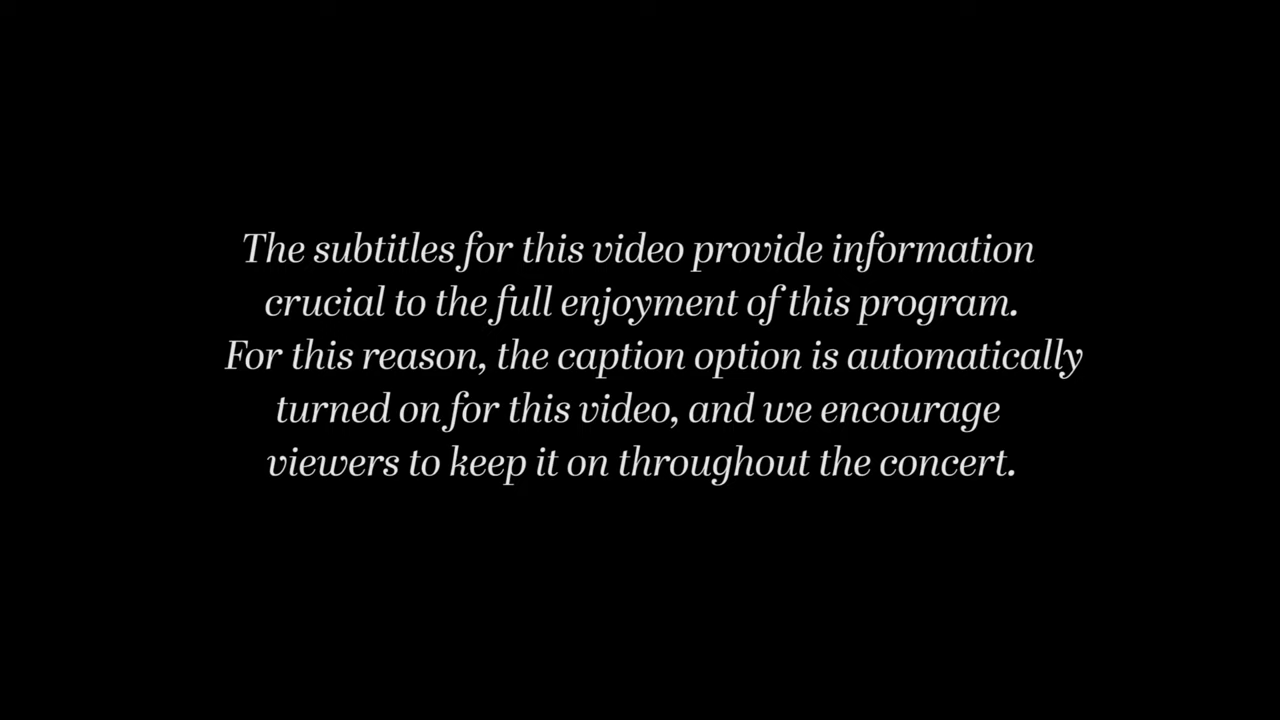 The subtitles for this video provide information
crucial to the full enjoyment of this program.
For this reason, the caption option is automatically
turned on for this video, and we encourage
viewers to keep it on throughout the concert.